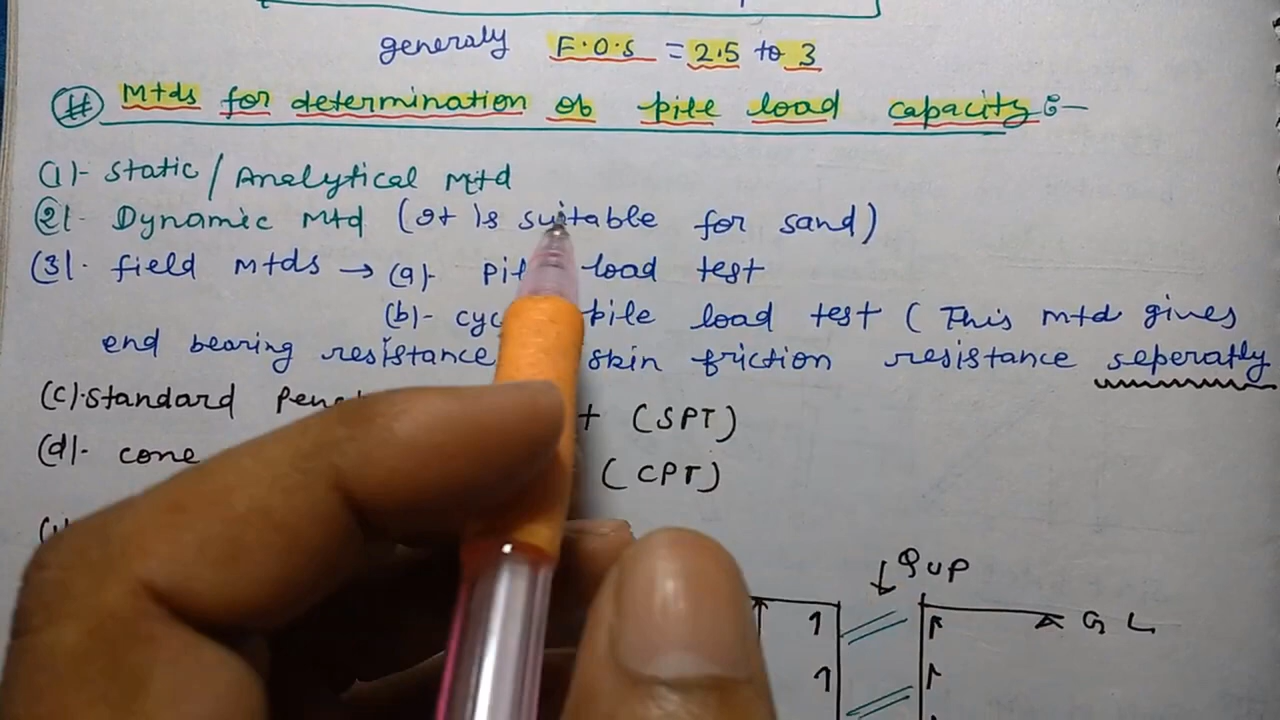 generaly F.O.S = 2.5 to 3
# Mtds for determination ob pile load capacity :-
(1)- Static / Analytical Mtd
(2)- Dynamic Mtd (It is suitable for sand)
(3)- field mtds → (a)- load test
(b)- pile load test ( This mtd gives
end bearing resistance skin friction resistance seperatly
(c). Standard (SPT)
(d)- cone (CPT)
Qup
G L